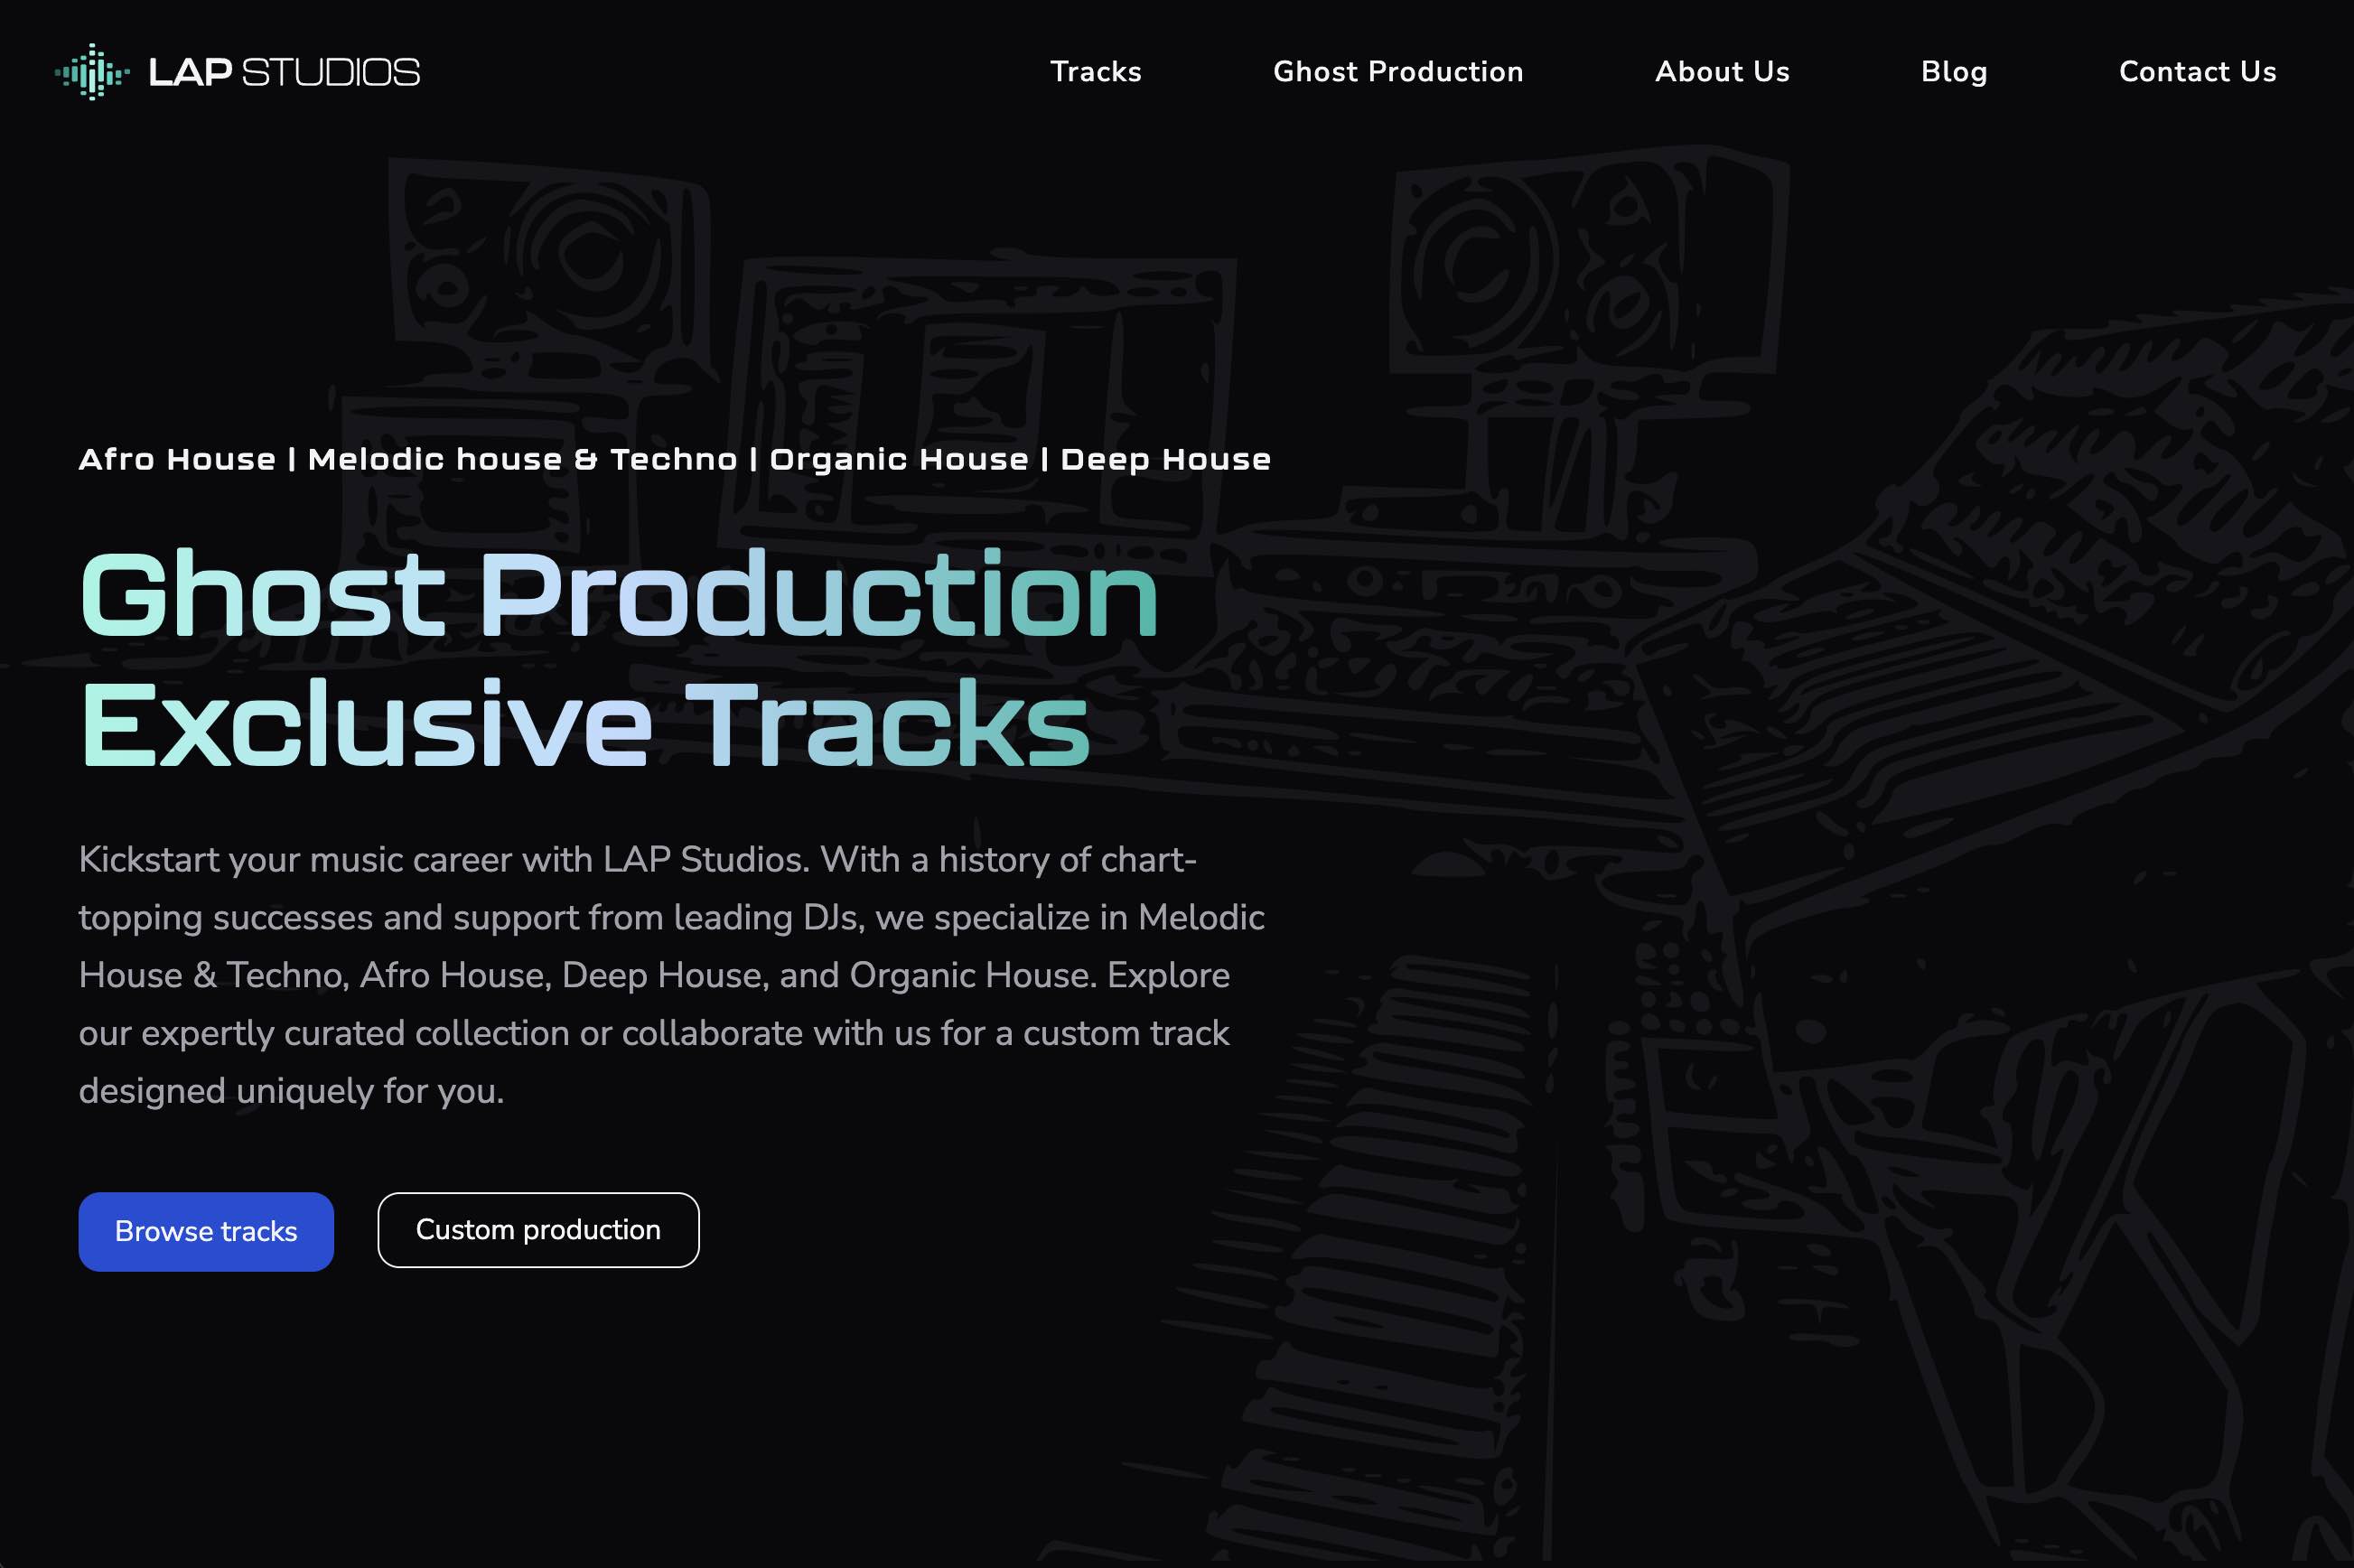 LAP STUDIOS
Tracks
Ghost Production
About Us
Blog
Contact Us
Afro House | Melodic house & Techno | Organic House | Deep House
Ghost Production
Exclusive Tracks
Kickstart your music career with LAP Studios. With a history of chart-
topping successes and support from leading DJs, we specialize in Melodic
House & Techno, Afro House, Deep House, and Organic House. Explore
our expertly curated collection or collaborate with us for a custom track
designed uniquely for you.
Browse tracks
Custom production